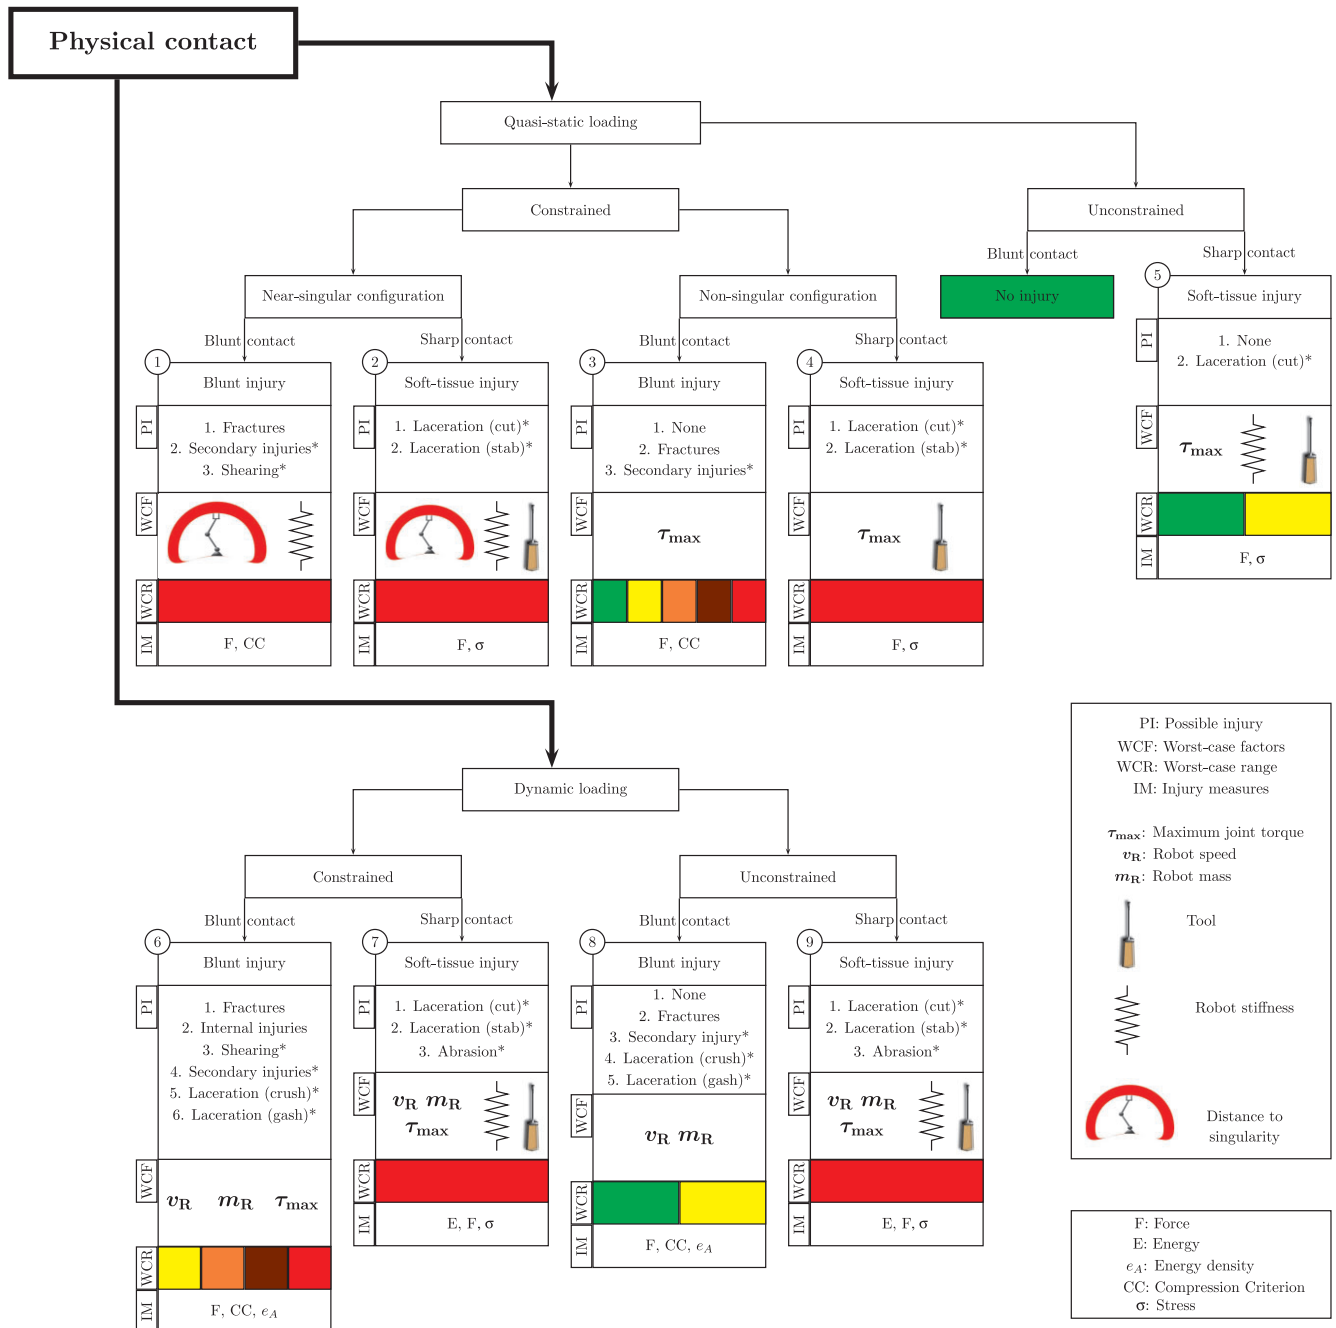 Physical contact
Quasi-static loading
Constrained
Unconstrained
Near-singular configuration
Non-singular configuration
Blunt contact
No injury
Sharp contact
5
Soft-tissue injury
PI
1. None
2. Laceration (cut)*
WCF
τmax
WCR
IM
F, σ
Blunt contact
1
Blunt injury
PI
1. Fractures
2. Secondary injuries*
3. Shearing*
WCF
WCR
IM
F, CC
Sharp contact
2
Soft-tissue injury
PI
1. Laceration (cut)*
2. Laceration (stab)*
WCF
WCR
IM
F, σ
Blunt contact
3
Blunt injury
PI
1. None
2. Fractures
3. Secondary injuries*
WCF
τmax
WCR
IM
F, CC
Sharp contact
4
Soft-tissue injury
PI
1. Laceration (cut)*
2. Laceration (stab)*
WCF
τmax
WCR
IM
F, σ
Dynamic loading
Constrained
Unconstrained
Blunt contact
6
Blunt injury
PI
1. Fractures
2. Internal injuries
3. Shearing*
4. Secondary injuries*
5. Laceration (crush)*
6. Laceration (gash)*
WCF
vR mR τmax
WCR
IM
F, CC, eA
Sharp contact
7
Soft-tissue injury
PI
1. Laceration (cut)*
2. Laceration (stab)*
3. Abrasion*
WCF
vR mR
τmax
WCR
IM
E, F, σ
Blunt contact
8
Blunt injury
PI
1. None
2. Fractures
3. Secondary injury*
4. Laceration (crush)*
5. Laceration (gash)*
WCF
vR mR
WCR
IM
F, CC, eA
Sharp contact
9
Soft-tissue injury
PI
1. Laceration (cut)*
2. Laceration (stab)*
3. Abrasion*
WCF
vR mR
τmax
WCR
IM
E, F, σ
PI: Possible injury
WCF: Worst-case factors
WCR: Worst-case range
IM: Injury measures
τmax: Maximum joint torque
vR: Robot speed
mR: Robot mass
Tool
Robot stiffness
Distance to
singularity
F: Force
E: Energy
eA: Energy density
CC: Compression Criterion
σ: Stress